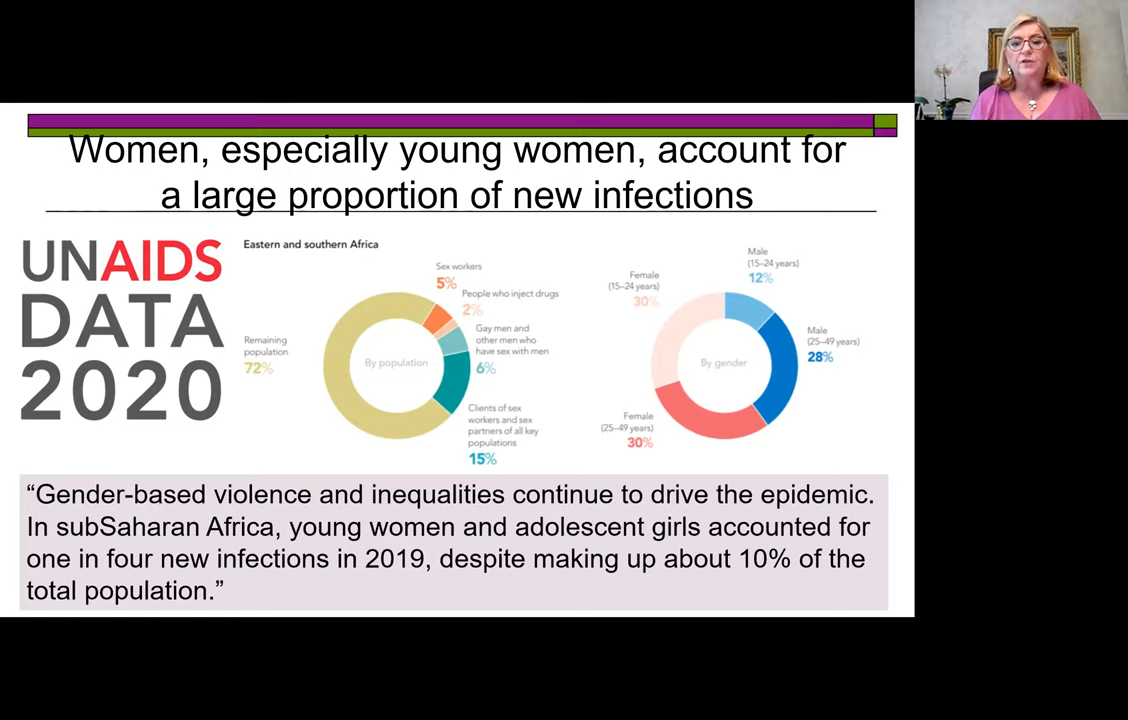 Women, especially young women, account for
a large proportion of new infections
UNAIDS
DATA
2020
Eastern and southern Africa
Sex workers
5%
People who inject drugs
2%
Gay men and
other men who
have sex with men
6%
Remaining
population
72%
By population
Clients of sex
workers and sex
partners of all key
populations
15%
Male
(15–24 years)
12%
Female
(15–24 years)
30%
Male
(25–49 years)
28%
By gender
Female
(25–49 years)
30%
“Gender-based violence and inequalities continue to drive the epidemic.
In subSaharan Africa, young women and adolescent girls accounted for
one in four new infections in 2019, despite making up about 10% of the
total population.”